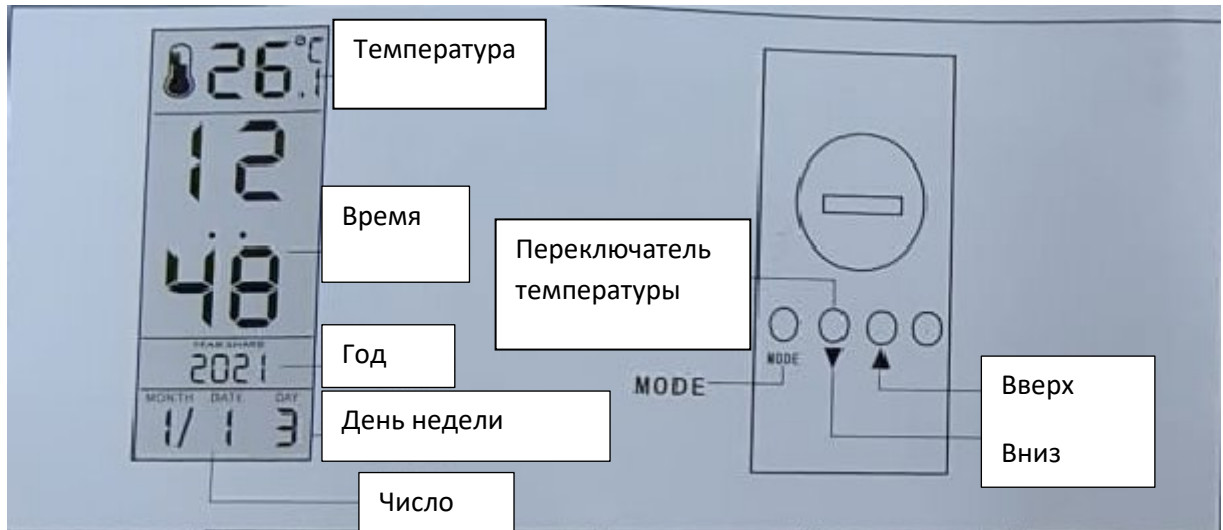 26.1 °C
Температура
12
48
Время
2021
Год
MONTH DATE DAY
1/ 1 3
День недели
Число
Переключатель
температуры
MODE
MODE
Вверх
Вниз